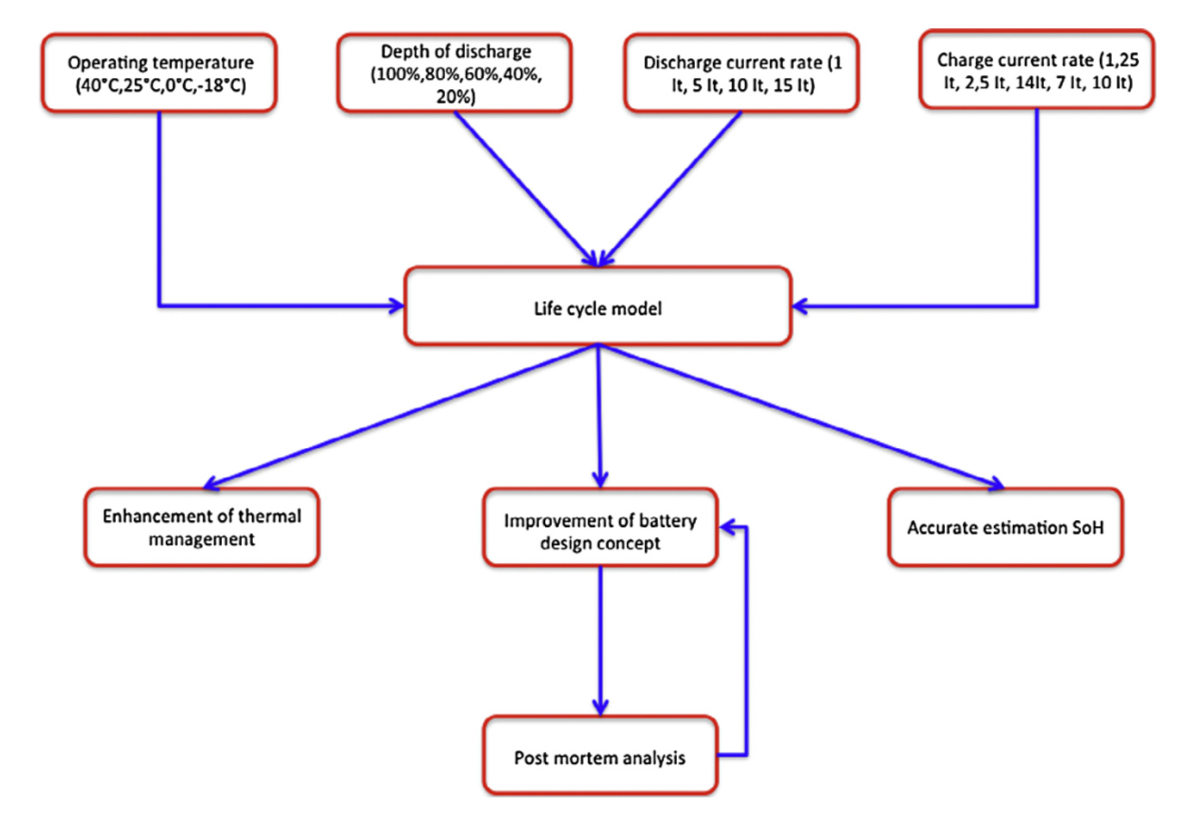 Operating temperature
(40°C,25°C,0°C,-18°C)
Depth of discharge
(100%,80%,60%,40%,
20%)
Discharge current rate (1
It, 5 It, 10 It, 15 It)
Charge current rate (1,25
It, 2,5 It, 14It, 7 It, 10 It)
Life cycle model
Enhancement of thermal
management
Improvement of battery
design concept
Accurate estimation SoH
Post mortem analysis